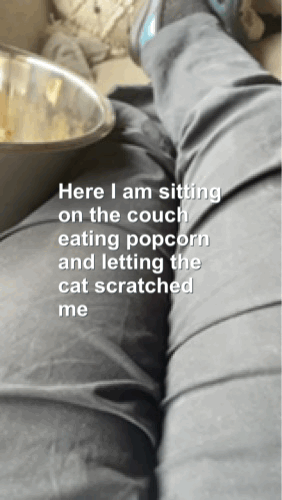 Here I am sitting
on the couch
eating popcorn
and letting the
cat scratched
me